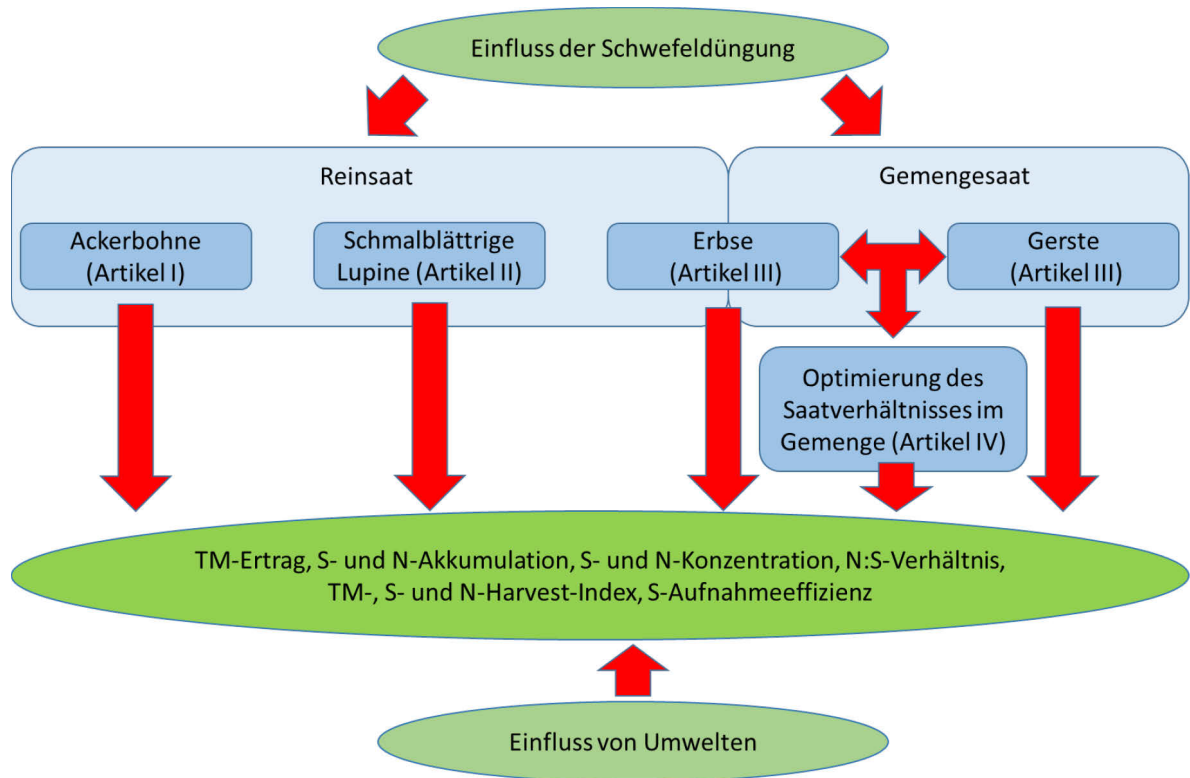 Einfluss der Schwefeldüngung
Reinsaat
Gemengesaat
Ackerbohne
(Artikel I)
Schmalblättrige
Lupine (Artikel II)
Erbse
(Artikel III)
Gerste
(Artikel III)
Optimierung des
Saatverhältnisses im
Gemenge (Artikel IV)
TM-Ertrag, S- und N-Akkumulation, S- und N-Konzentration, N:S-Verhältnis,
TM-, S- und N-Harvest-Index, S-Aufnahmeeffizienz
Einfluss von Umwelten